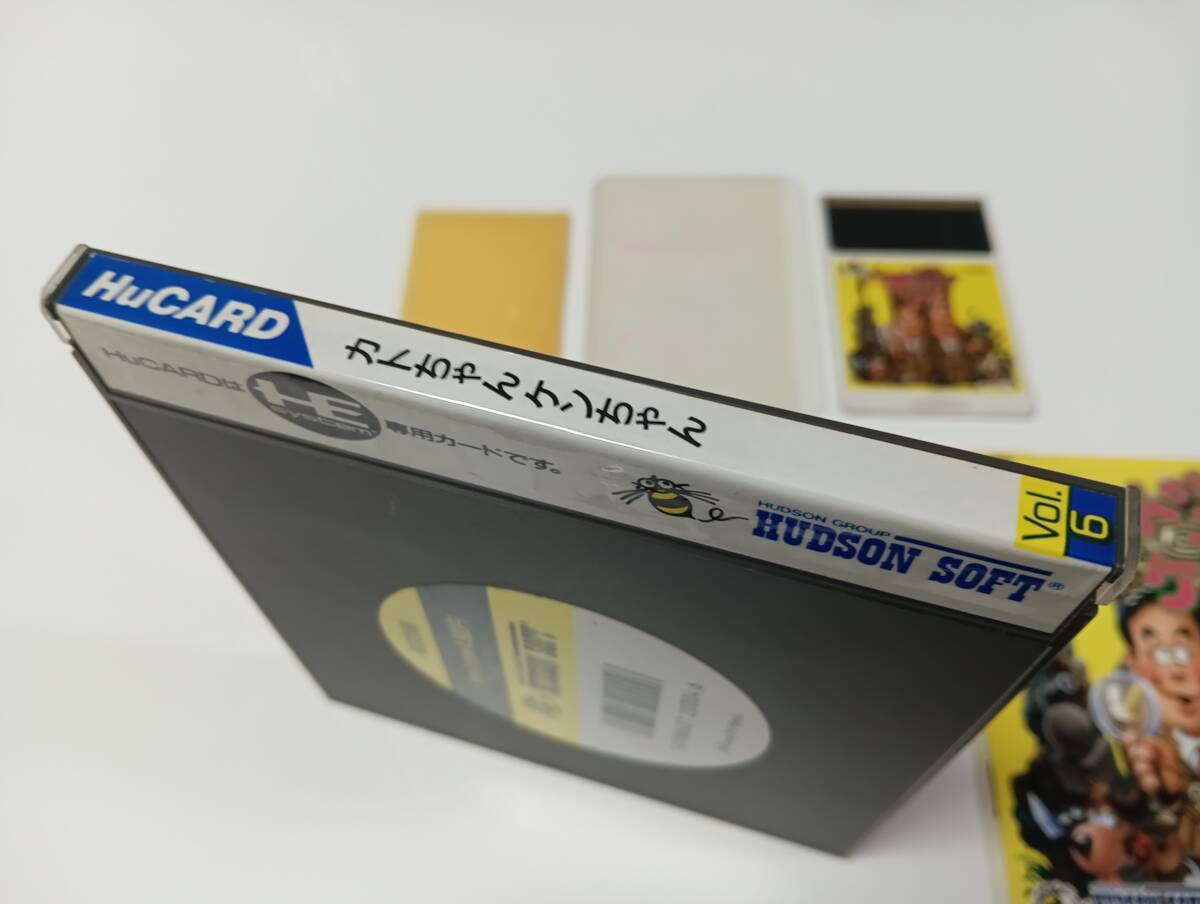 HuCARD
カトちゃんケンちゃん
Vol.
6
HuCARDは HE system 専用カードです。
HUDSON GROUP
HUDSON SOFT®